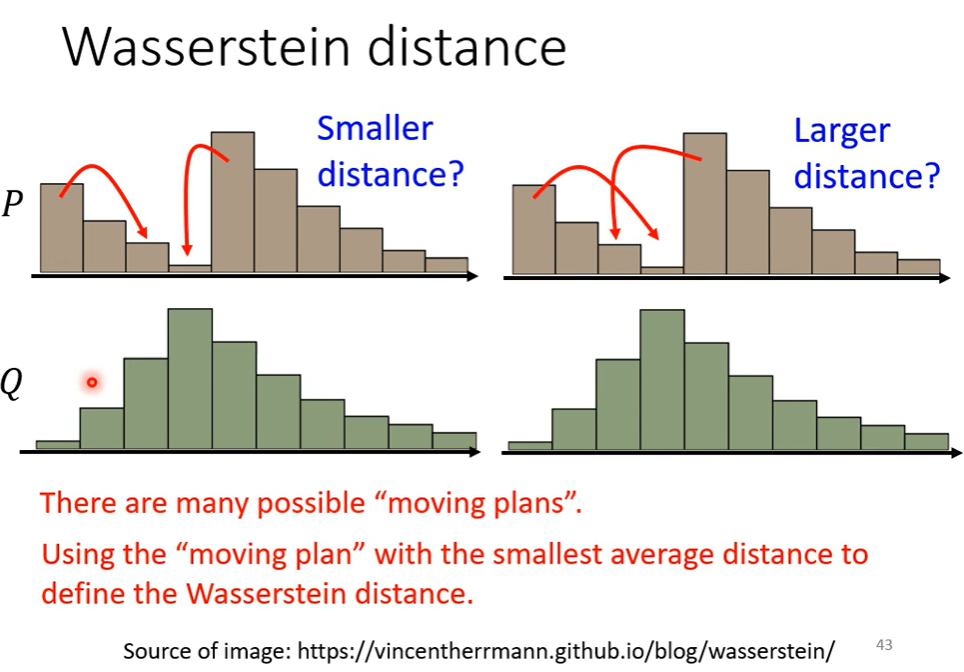 Wasserstein distance
Smaller
distance?
Larger
distance?
P
Q
There are many possible “moving plans”.
Using the “moving plan” with the smallest average distance to
define the Wasserstein distance.
Source of image: https://vincentherrmann.github.io/blog/wasserstein/
43